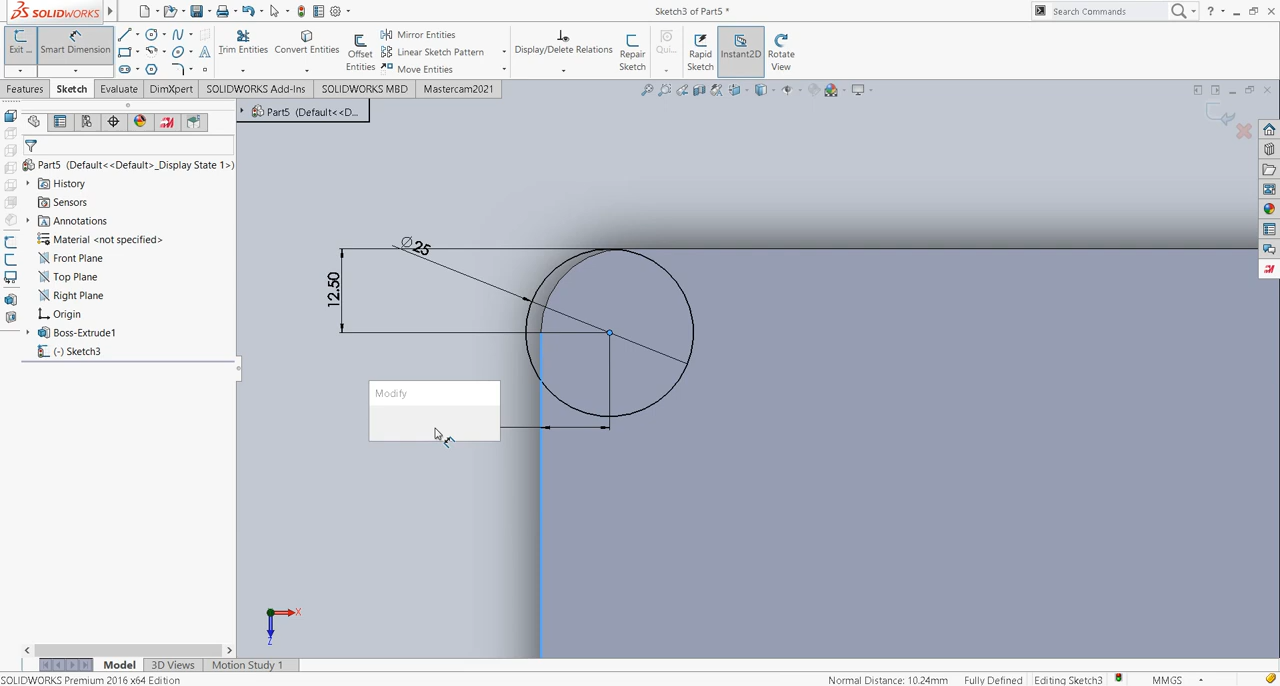 SOLIDWORKS
Sketch3 of Part5 *
Search Commands
?
Exit ...
Smart Dimension
Trim Entities
Convert Entities
Offset Entities
Mirror Entities
Linear Sketch Pattern
Move Entities
Display/Delete Relations
Repair Sketch
Qui...
Rapid Sketch
Instant2D
Rotate View
Features
Sketch
Evaluate
DimXpert
SOLIDWORKS Add-Ins
SOLIDWORKS MBD
Mastercam2021
Part5 (Default<<D...
Part5 (Default<<Default>_Display State 1>)
History
Sensors
Annotations
Material <not specified>
Front Plane
Top Plane
Right Plane
Origin
Boss-Extrude1
(-) Sketch3
∅25
12.50
Modify
X
Z
Model
3D Views
Motion Study 1
SOLIDWORKS Premium 2016 x64 Edition
Normal Distance: 10.24mm
Fully Defined
Editing Sketch3
MMGS